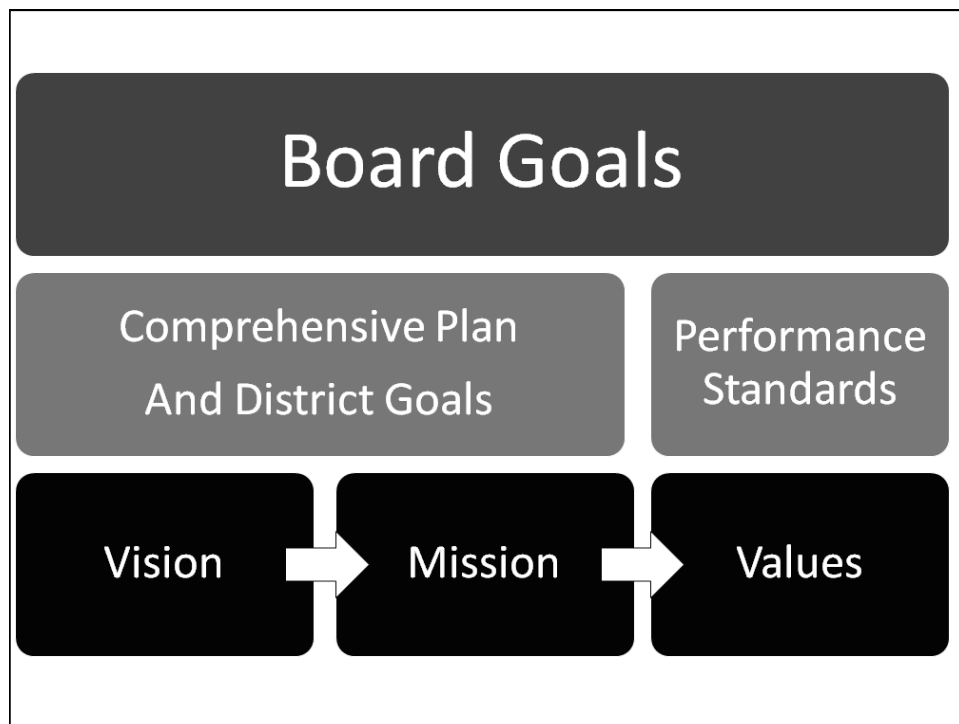 Board Goals
Comprehensive Plan
And District Goals
Performance
Standards
Vision
Mission
Values